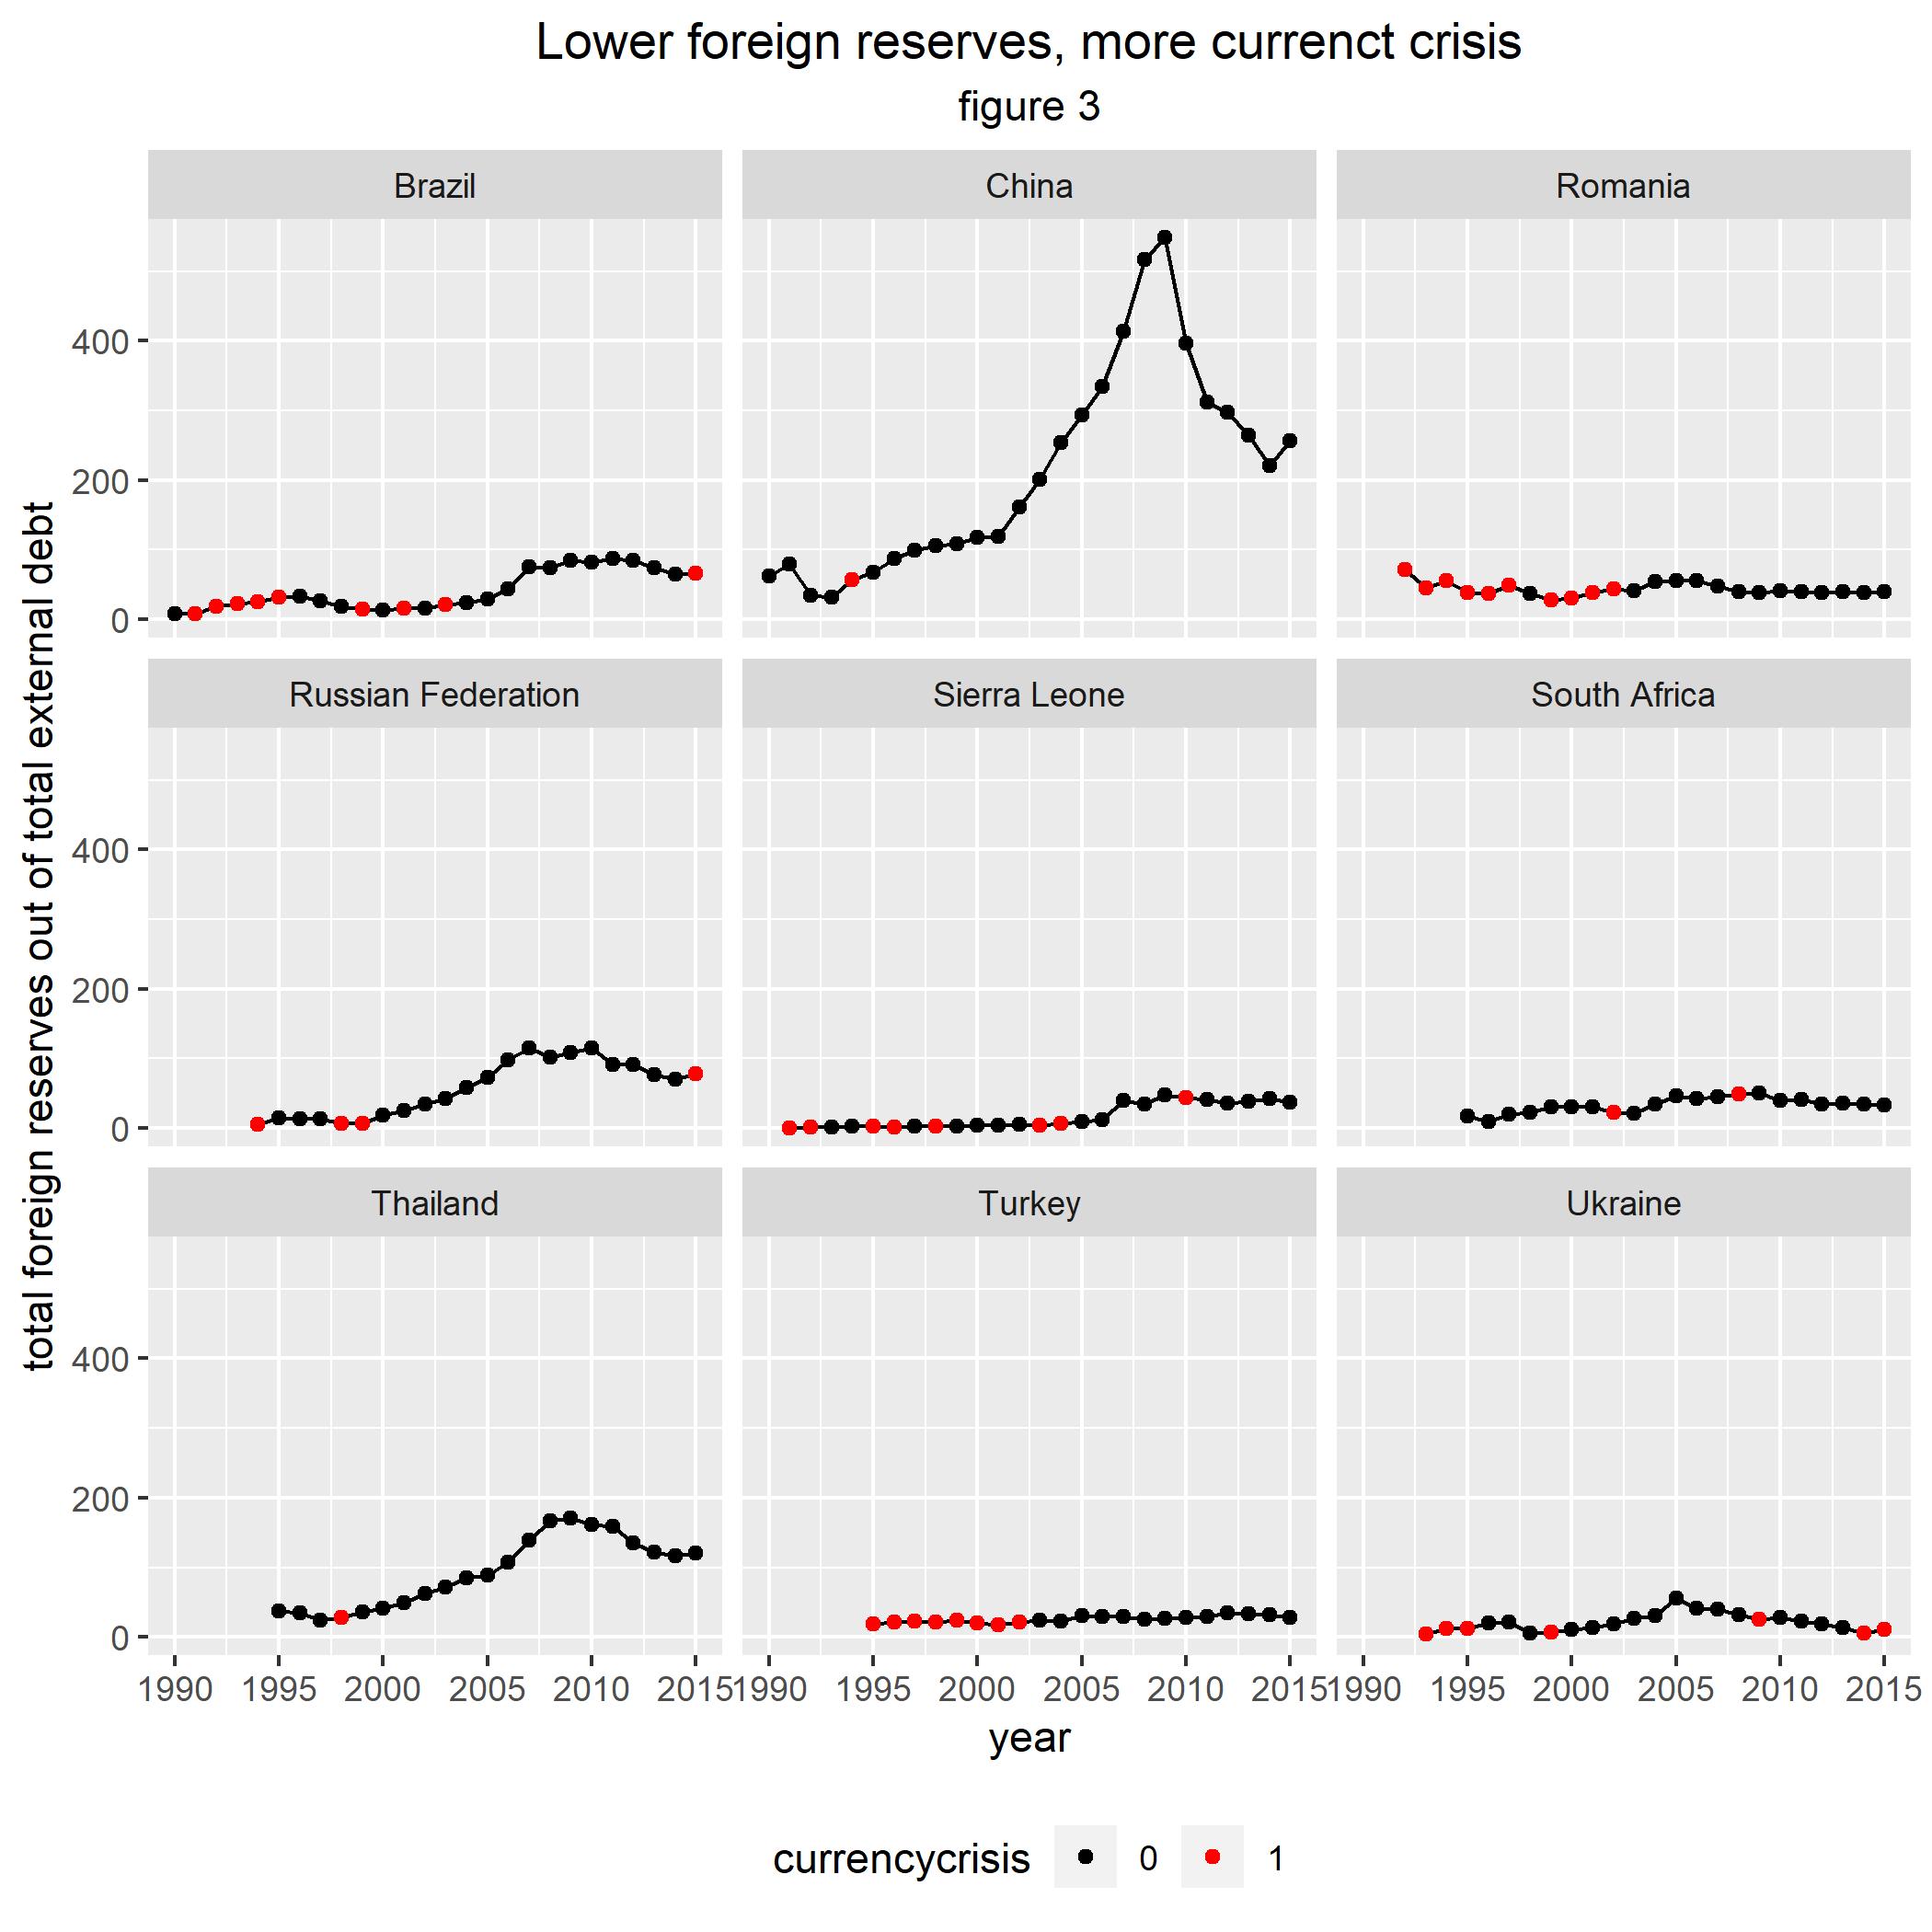 Lower foreign reserves, more currenct crisis
figure 3
Brazil China Romania
400
200
0
Russian Federation Sierra Leone South Africa
400
200
0
Thailand Turkey Ukraine
400
200
0
1990 1995 2000 2005 2010 2015 1990 1995 2000 2005 2010 2015 1990 1995 2000 2005 2010 2015
total foreign reserves out of total external debt
year
currencycrisis 0 1